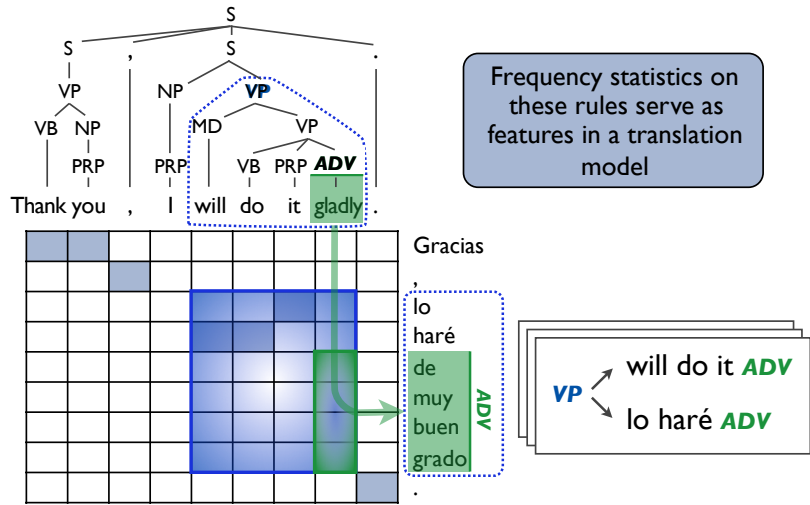 S
S , S .
VP NP VP
VB NP MD VP
PRP PRP VB PRP ADV
Thank you , I will do it gladly .
Frequency statistics on
these rules serve as
features in a translation
model
Gracias
,
lo
haré
de
muy
buen
grado
.
ADV
VP
will do it ADV
lo haré ADV